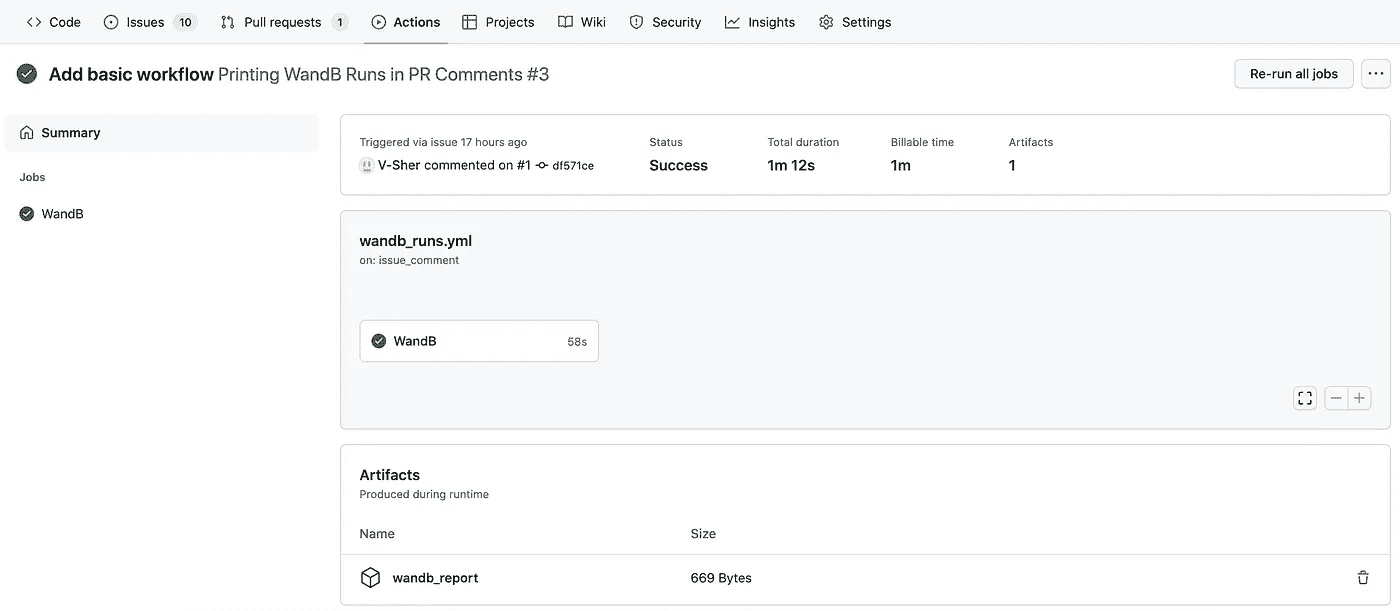 Code Issues 10 Pull requests 1 Actions Projects Wiki Security Insights Settings
Add basic workflow Printing WandB Runs in PR Comments #3
Re-run all jobs
Summary
Jobs
WandB
Triggered via issue 17 hours ago
V-Sher commented on #1 df571ce
Status
Success
Total duration
1m 12s
Billable time
1m
Artifacts
1
wandb_runs.yml
on: issue_comment
WandB 58s
Artifacts
Produced during runtime
Name Size
wandb_report 669 Bytes